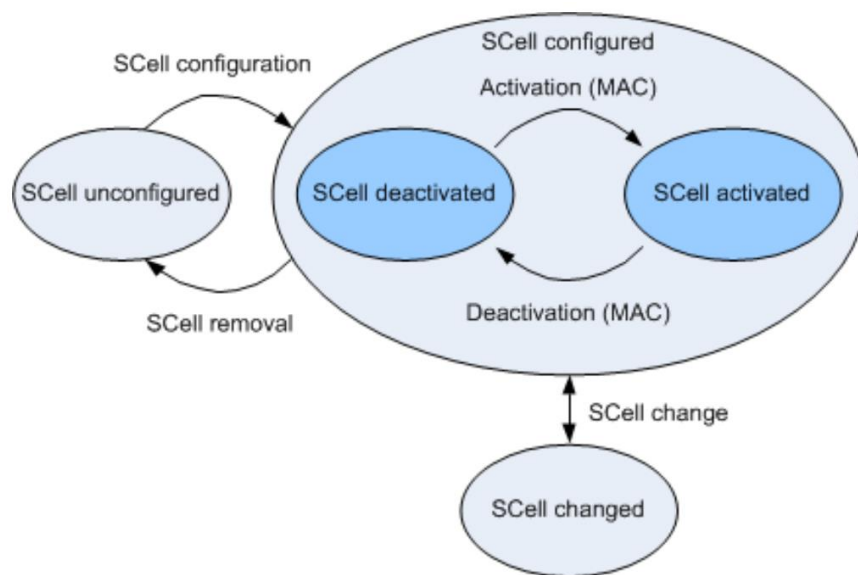 SCell configured
SCell configuration
Activation (MAC)
SCell unconfigured
SCell deactivated
SCell activated
SCell removal
Deactivation (MAC)
SCell change
SCell changed